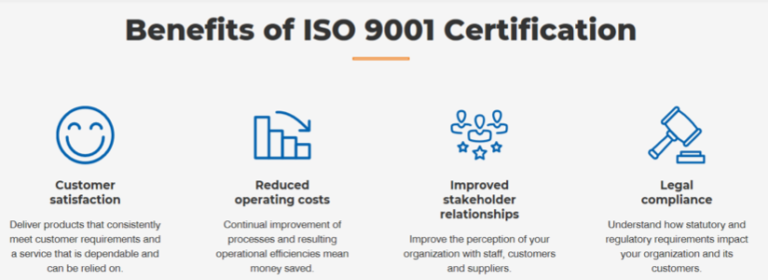 Benefits of ISO 9001 Certification
Customer
satisfaction
Deliver products that consistently
meet customer requirements and
a service that is dependable and
can be relied on.
Reduced
operating costs
Continual improvement of
processes and resulting
operational efficiencies mean
money saved.
Improved
stakeholder
relationships
Improve the perception of your
organization with staff, customers
and suppliers.
Legal
compliance
Understand how statutory and
regulatory requirements impact
your organization and its
customers.